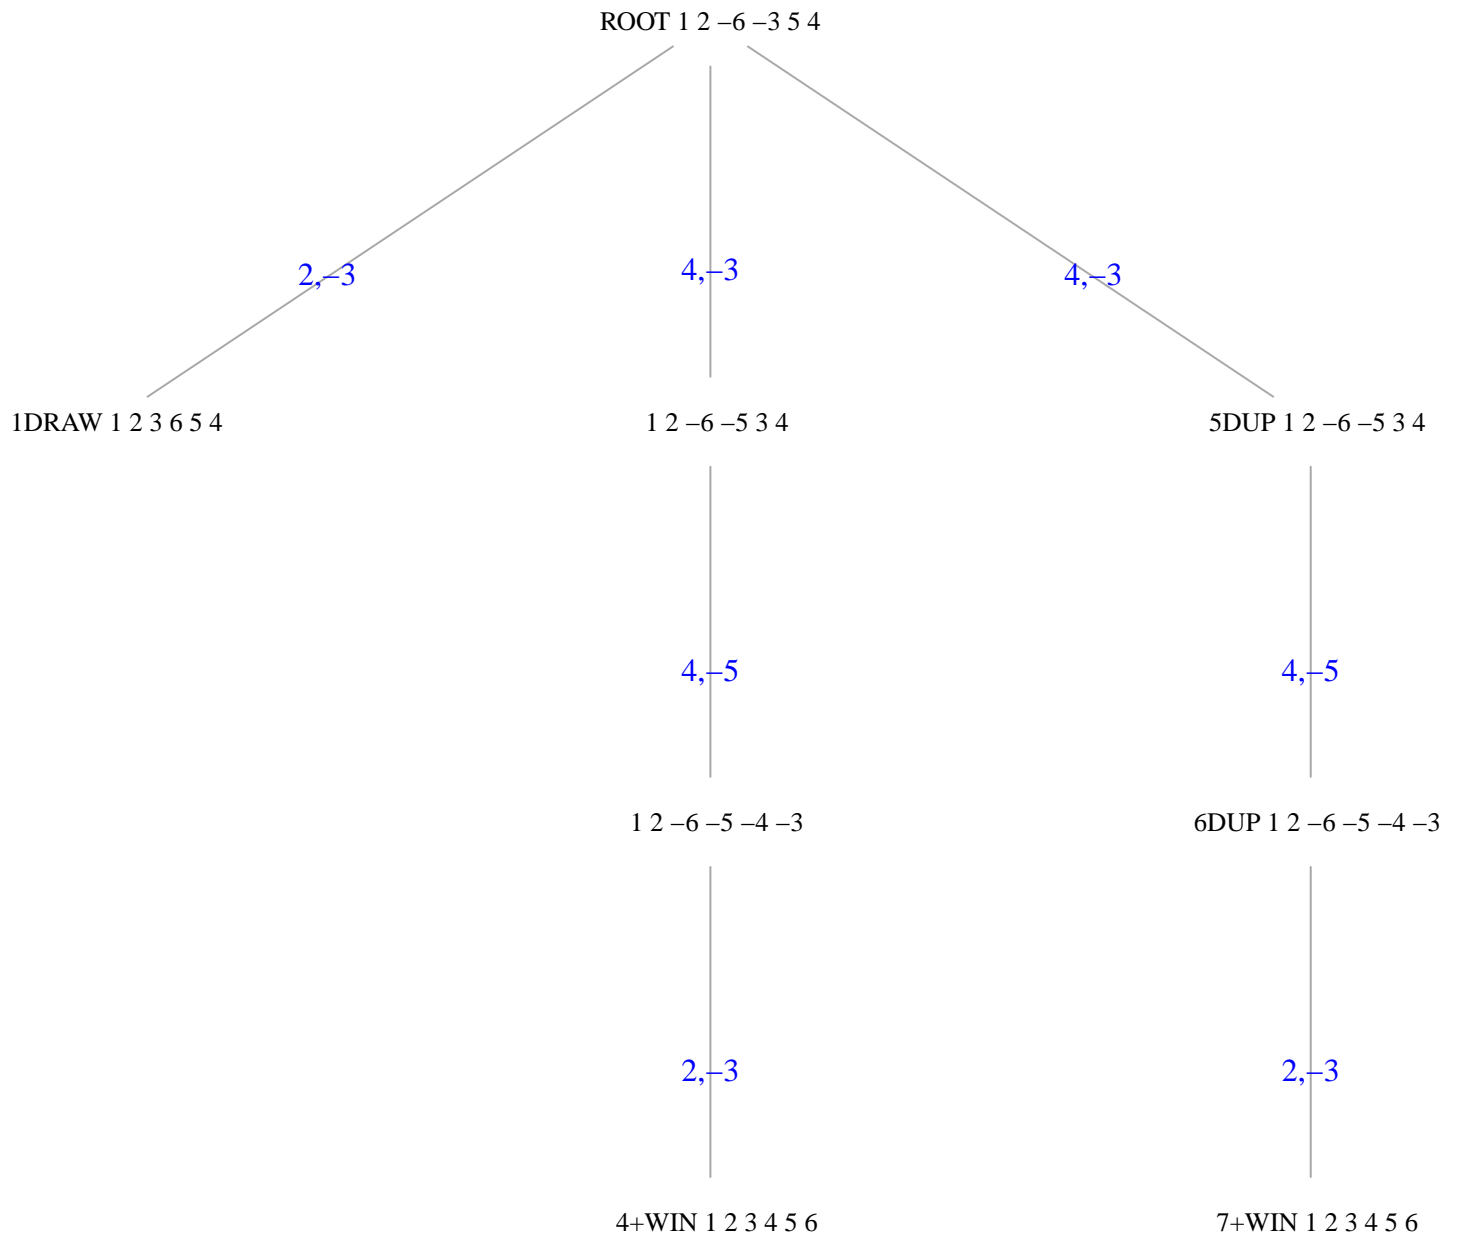 ROOT 1 2 –6 –3 5 4
2,–3
4,–3
4,–3
1DRAW 1 2 3 6 5 4
1 2 –6 –5 3 4
5DUP 1 2 –6 –5 3 4
4,–5
4,–5
1 2 –6 –5 –4 –3
6DUP 1 2 –6 –5 –4 –3
2,–3
2,–3
4+WIN 1 2 3 4 5 6
7+WIN 1 2 3 4 5 6